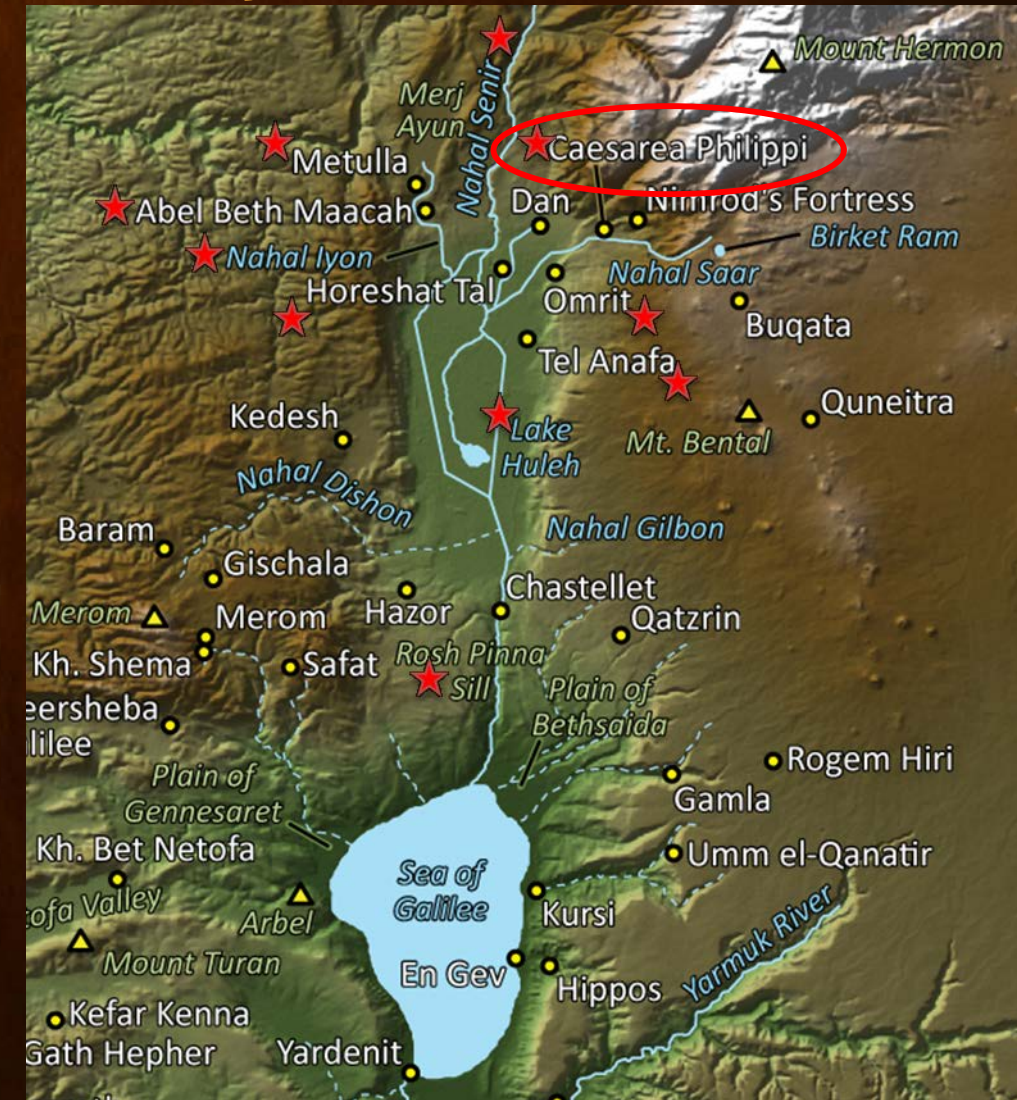 Mount Hermon
Merj
Ayun
Nahal Senir
Caesarea Philippi
Metulla
Abel Beth Maacah
Dan
Nimrod's Fortress
Birket Ram
Nahal Iyon
Nahal Saar
Horeshat Tal
Omrit
Buqata
Tel Anafa
Quneitra
Kedesh
Lake
Huleh
Mt. Bental
Nahal Dishon
Baram
Nahal Gilbon
Gischala
Chastellet
Merom
Merom
Hazor
Qatzrin
Kh. Shema
Safat
Rosh Pinna
Sill
Plain of
Bethsaida
eersheba
lilee
Rogem Hiri
Plain of
Gennesaret
Gamla
Kh. Bet Netofa
Umm el-Qanatir
Sea of
Galilee
ofa Valley
Arbel
Kursi
Yarmuk River
Mount Turan
En Gev
Hippos
Kefar Kenna
Gath Hepher
Yardenit